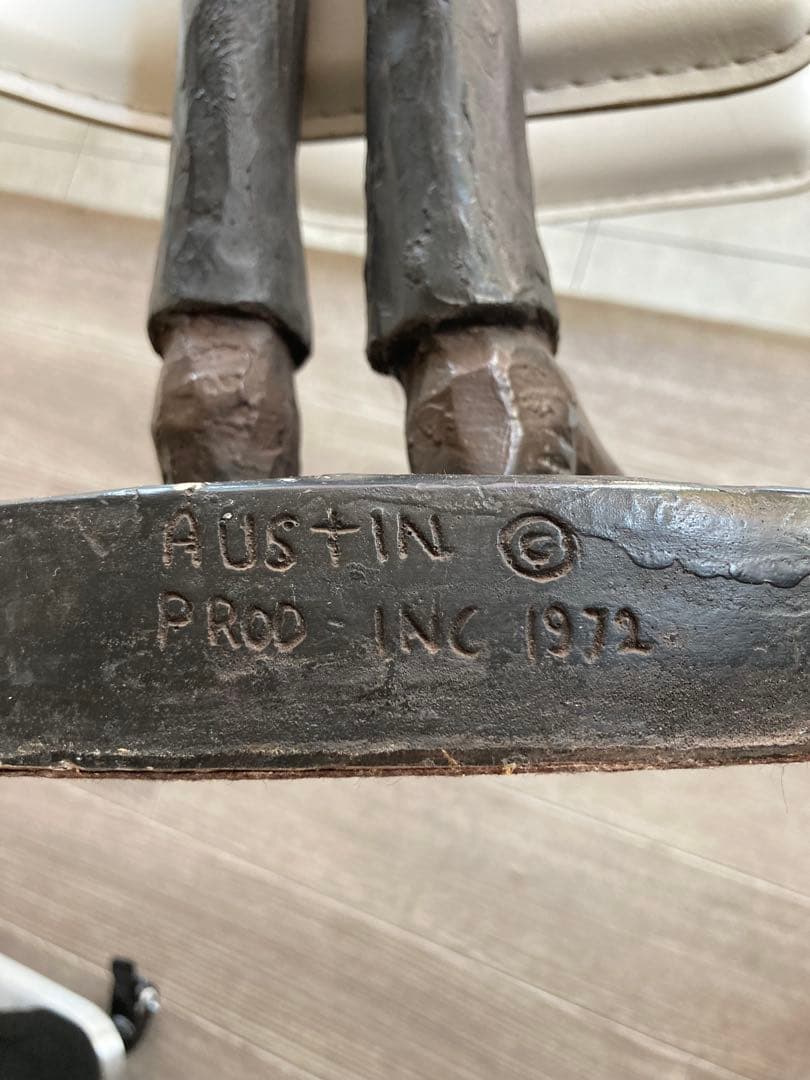 AUSTIN ©
PROD INC 1972